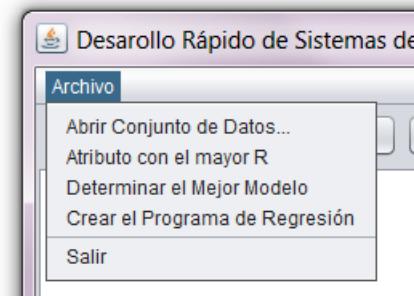 Desarollo Rápido de Sistemas de
Archivo
Abrir Conjunto de Datos...
Atributo con el mayor R
Determinar el Mejor Modelo
Crear el Programa de Regresión
Salir